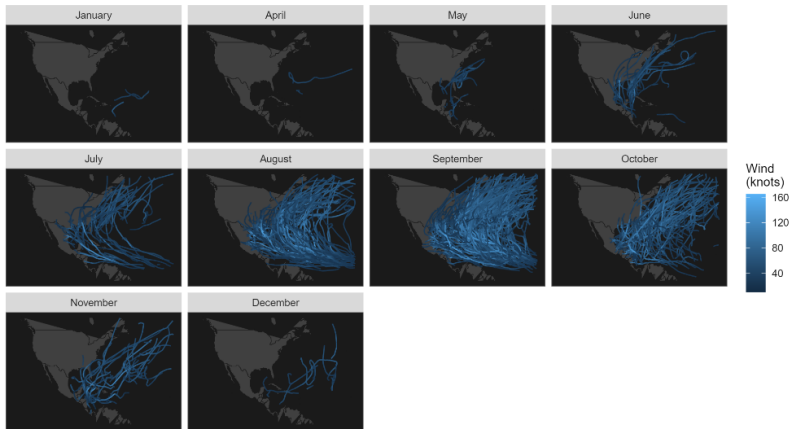 January
April
May
June
July
August
September
October
Wind
(knots)
160
120
80
40
November
December